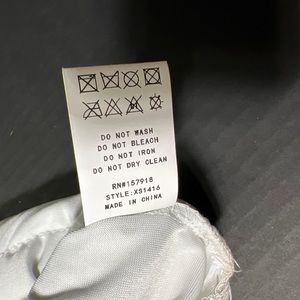 DO NOT WASH
DO NOT BLEACH
DO NOT IRON
DO NOT DRY CLEAN
RN#157918
STYLE:XS1416
MADE IN CHINA